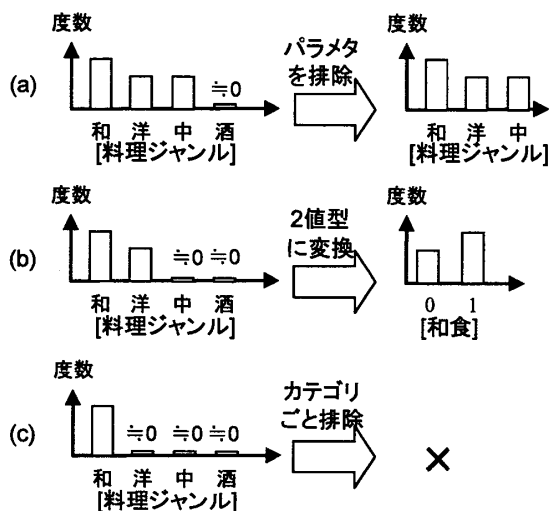 度数
(a)
≒0
和 洋 中 酒
[料理ジャンル]
パラメタ
を排除
度数
和 洋 中
[料理ジャンル]
度数
(b)
≒0 ≒0
和 洋 中 酒
[料理ジャンル]
2値型
に変換
度数
0 1
[和食]
度数
(c)
≒0 ≒0 ≒0
和 洋 中 酒
[料理ジャンル]
カテゴリ
ごと排除
×